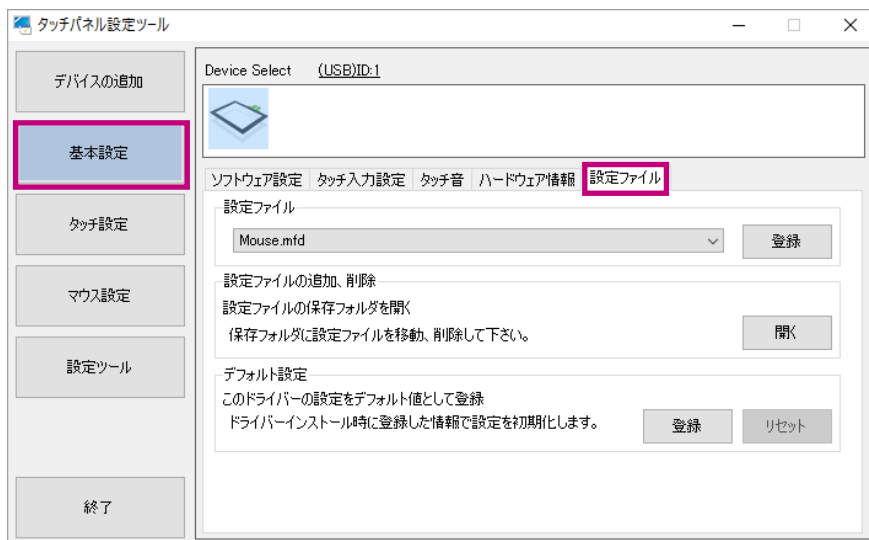 タッチパネル設定ツール
デバイスの追加
基本設定
タッチ設定
マウス設定
設定ツール
終了
Device Select (USB)ID:1
ソフトウェア設定 タッチ入力設定 タッチ音 ハードウェア情報 設定ファイル
設定ファイル
Mouse.mfd 登録
設定ファイルの追加、削除
設定ファイルの保存フォルダを開く
保存フォルダに設定ファイルを移動、削除して下さい。 開く
デフォルト設定
このドライバーの設定をデフォルト値として登録
ドライバーインストール時に登録した情報で設定を初期化します。 登録 リセット